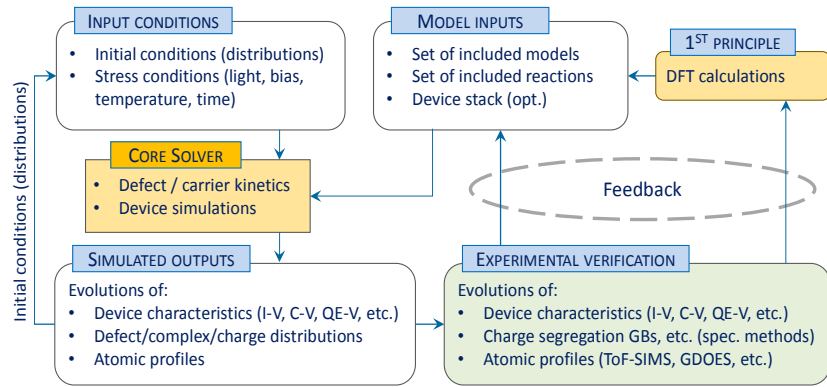 INPUT CONDITIONS
• Initial conditions (distributions)
• Stress conditions (light, bias,
temperature, time)
MODEL INPUTS
• Set of included models
• Set of included reactions
• Device stack (opt.)
1ST PRINCIPLE
DFT calculations
Initial conditions (distributions)
CORE SOLVER
• Defect / carrier kinetics
• Device simulations
Feedback
SIMULATED OUTPUTS
Evolutions of:
• Device characteristics (I-V, C-V, QE-V, etc.)
• Defect/complex/charge distributions
• Atomic profiles
EXPERIMENTAL VERIFICATION
Evolutions of:
• Device characteristics (I-V, C-V, QE-V, etc.)
• Charge segregation GBs, etc. (spec. methods)
• Atomic profiles (ToF-SIMS, GDOES, etc.)